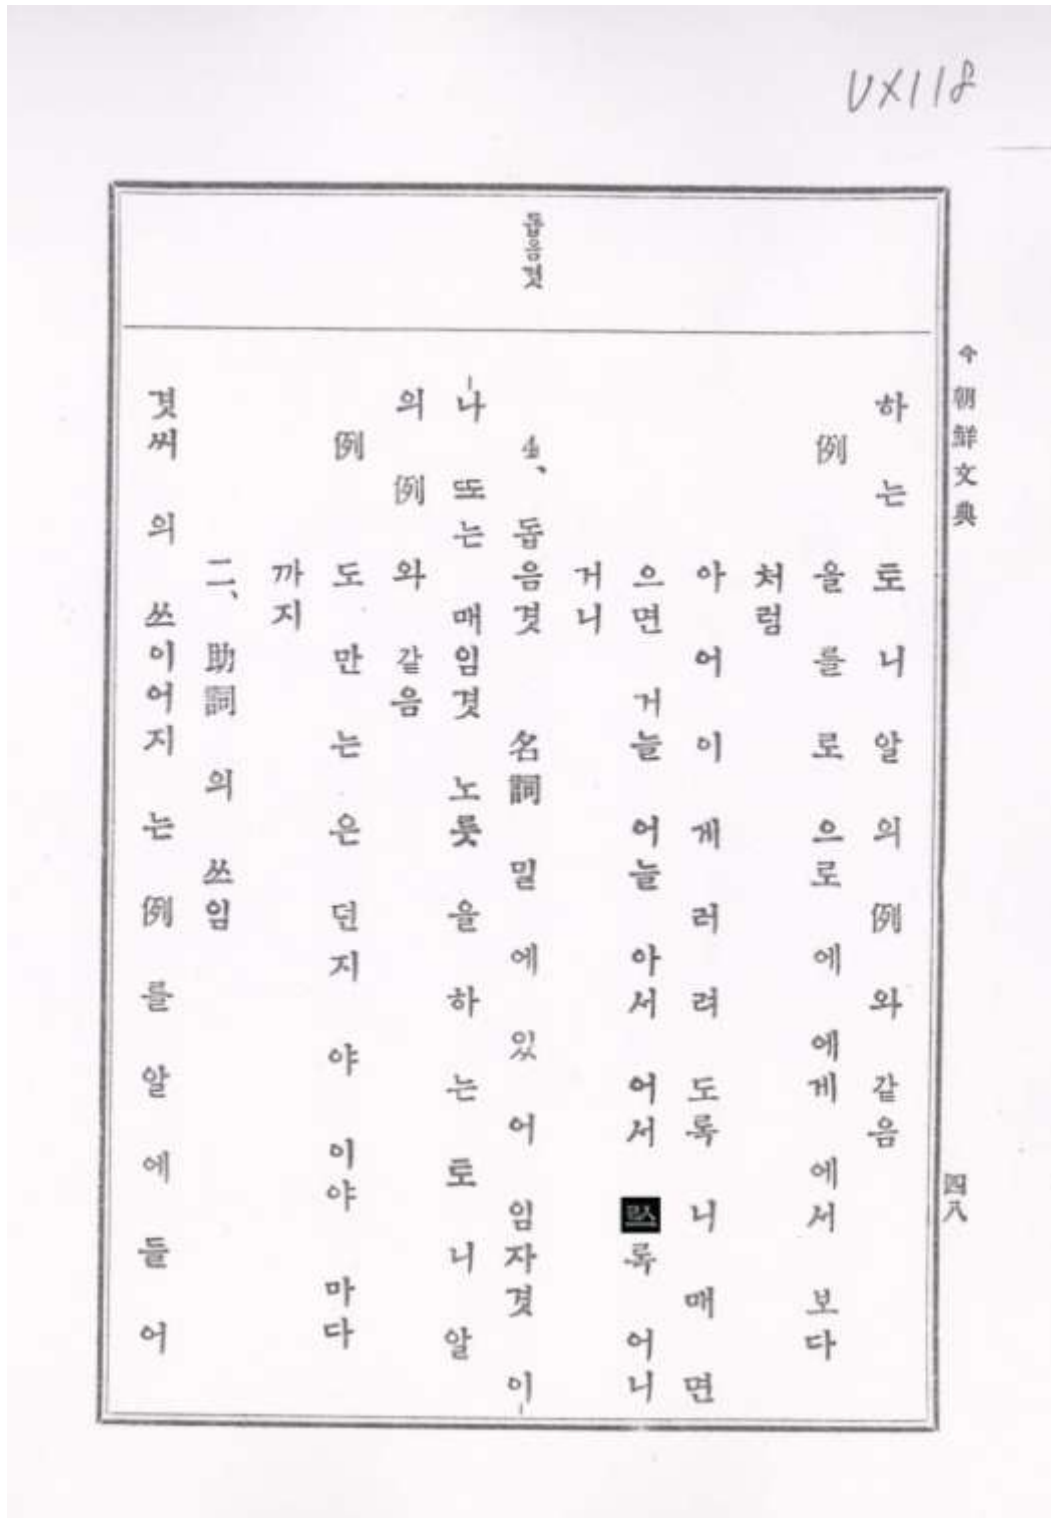 VX118
今 朝鮮文典
四八
돕음겻
하는 토니 알의 例와 같음
例 을 를 로 으로 에 에게 에서 보다
처럼
아 어 이 게 러 려 도록 니 매 면
으면 거늘 어늘 아서 어서 록 어니
거니
4、돕음겻 名詞 밑에 있어 임자겻 이
나 또는 매임겻 노릇을 하는 토니 알
의 例와 같음
例 도 만 는 은 던지 야 이야 마다
까지
二、助詞의 쓰임
겻씨의 쓰이어지는 例를 알에 들어